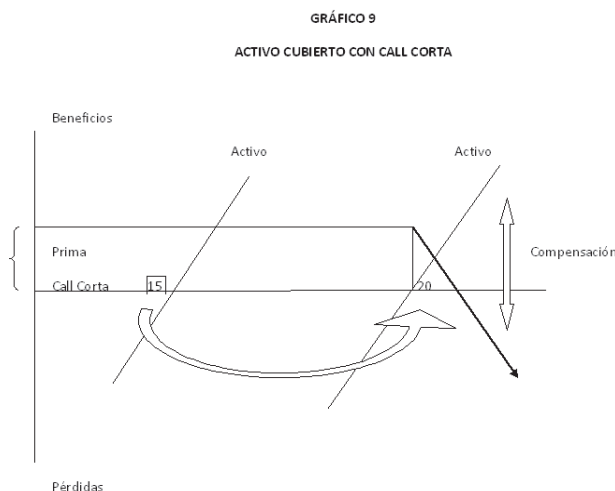 GRÁFICO 9
ACTIVO CUBIERTO CON CALL CORTA
Beneficios
Activo
Activo
Prima
Compensación
Call Corta
15
20
Pérdidas